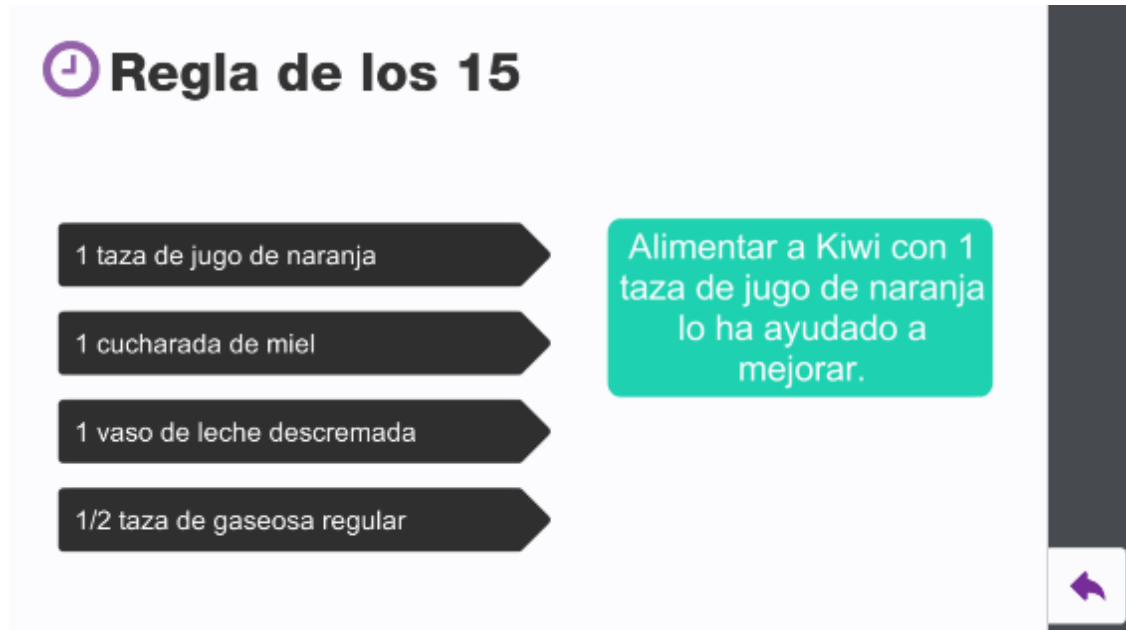 Regla de los 15
1 taza de jugo de naranja
1 cucharada de miel
1 vaso de leche descremada
1/2 taza de gaseosa regular
Alimentar a Kiwi con 1
taza de jugo de naranja
lo ha ayudado a
mejorar.